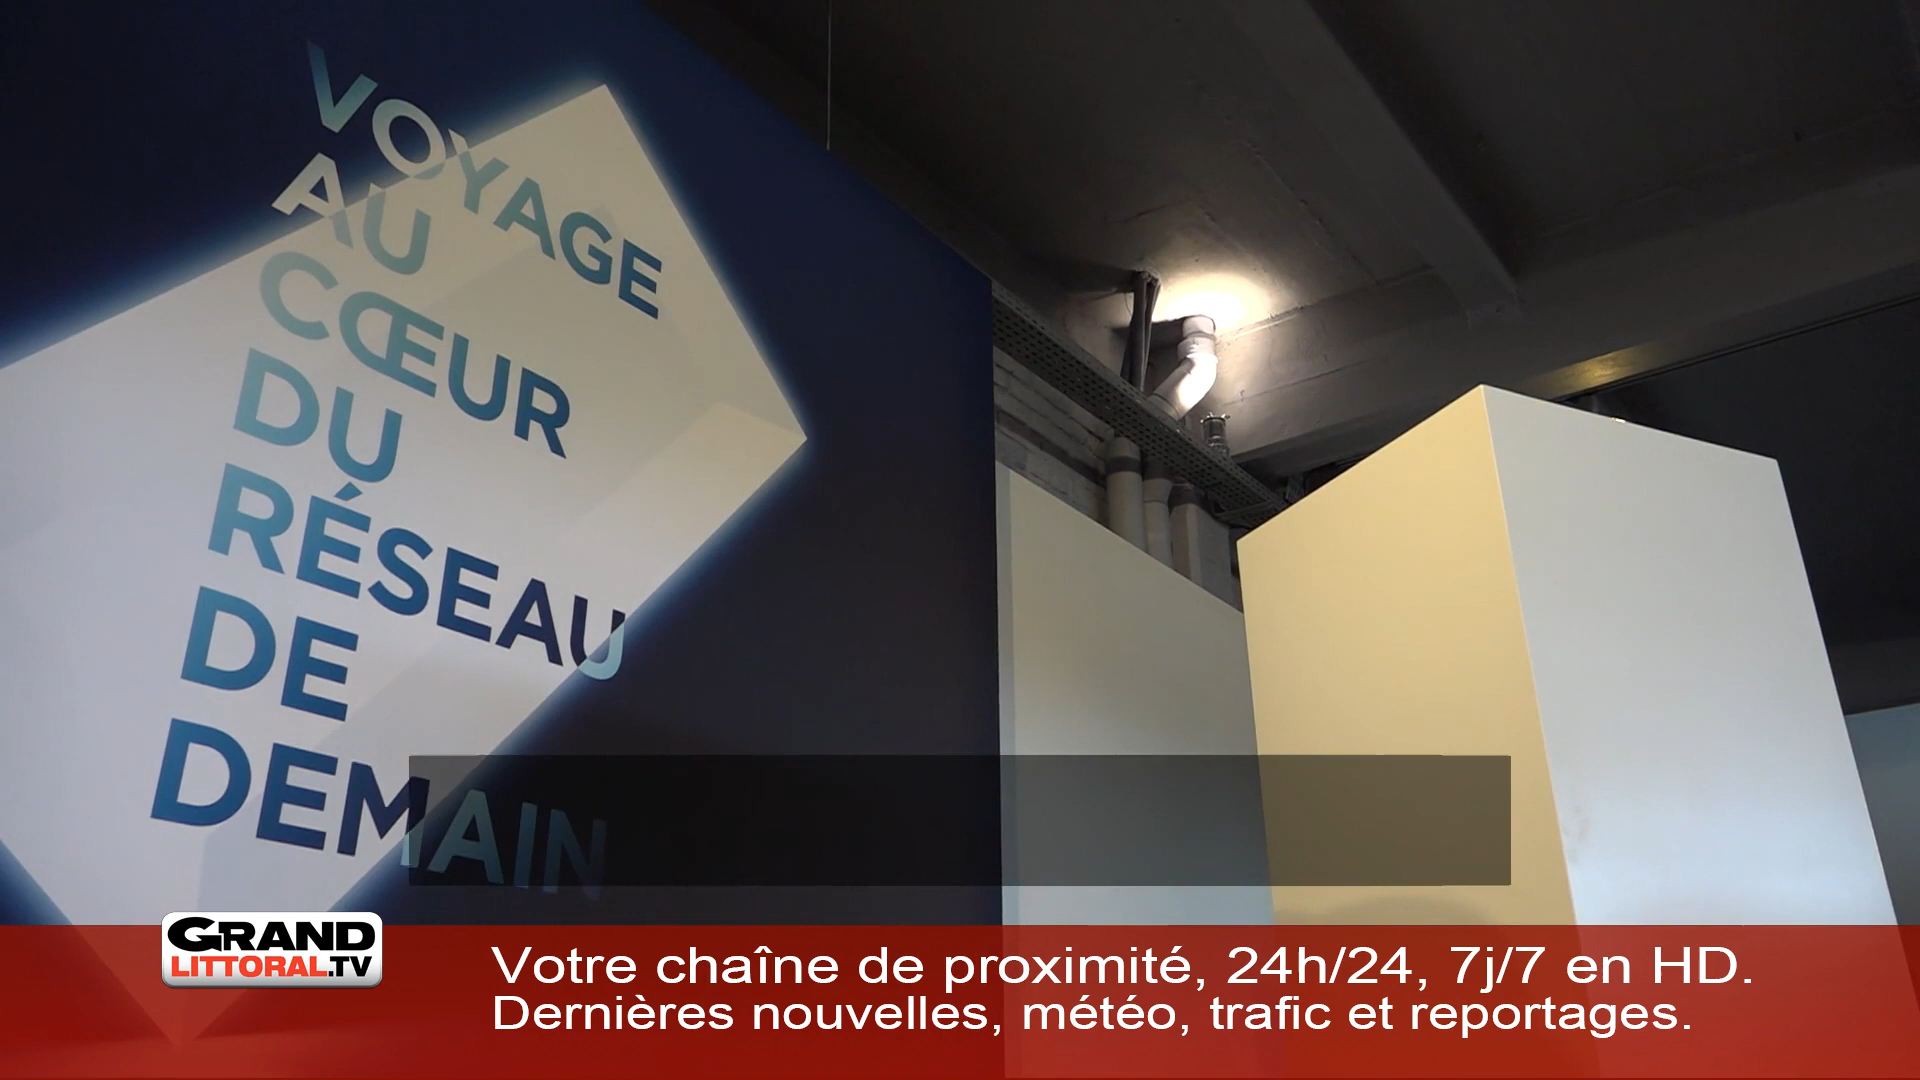 VOYAGE
AU
CŒUR
DU
RÉSEAU
DE
DEMAIN
GRAND
LITTORAL.TV
Votre chaîne de proximité, 24h/24, 7j/7 en HD.
Dernières nouvelles, météo, trafic et reportages.